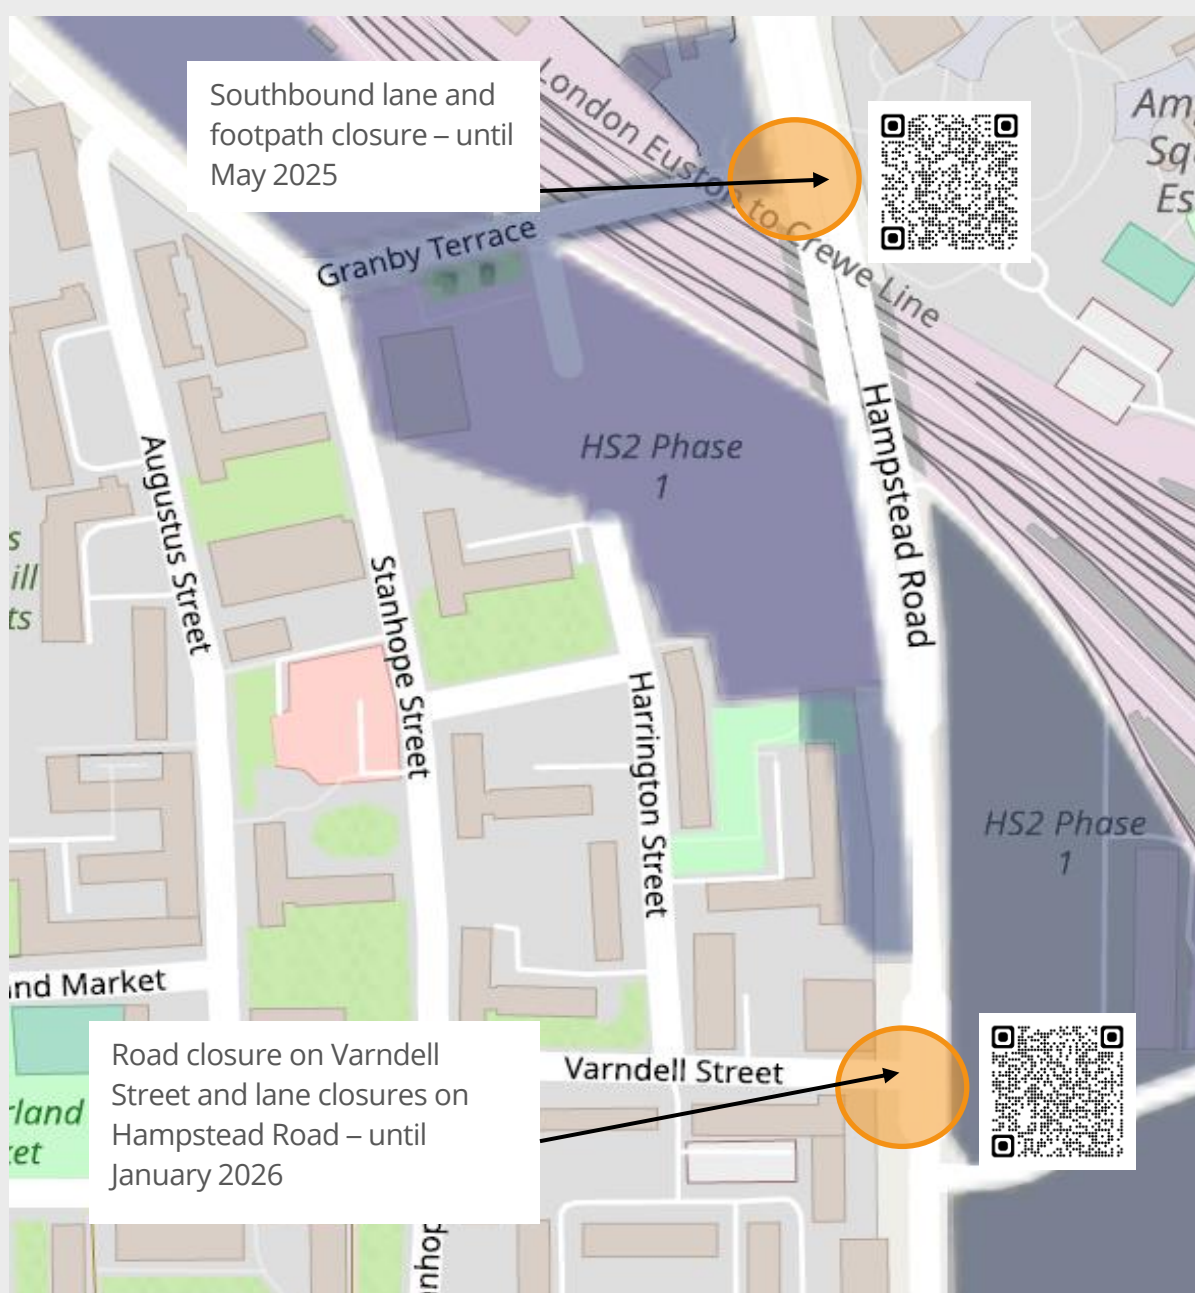 Southbound lane and
footpath closure – until
May 2025
London Euston to Crewe Line
Granby Terrace
HS2 Phase
1
Hampstead Road
Augustus Street
Stanhope Street
Harrington Street
HS2 Phase
1
Varndell Street
Road closure on Varndell
Street and lane closures on
Hampstead Road – until
January 2026
Market